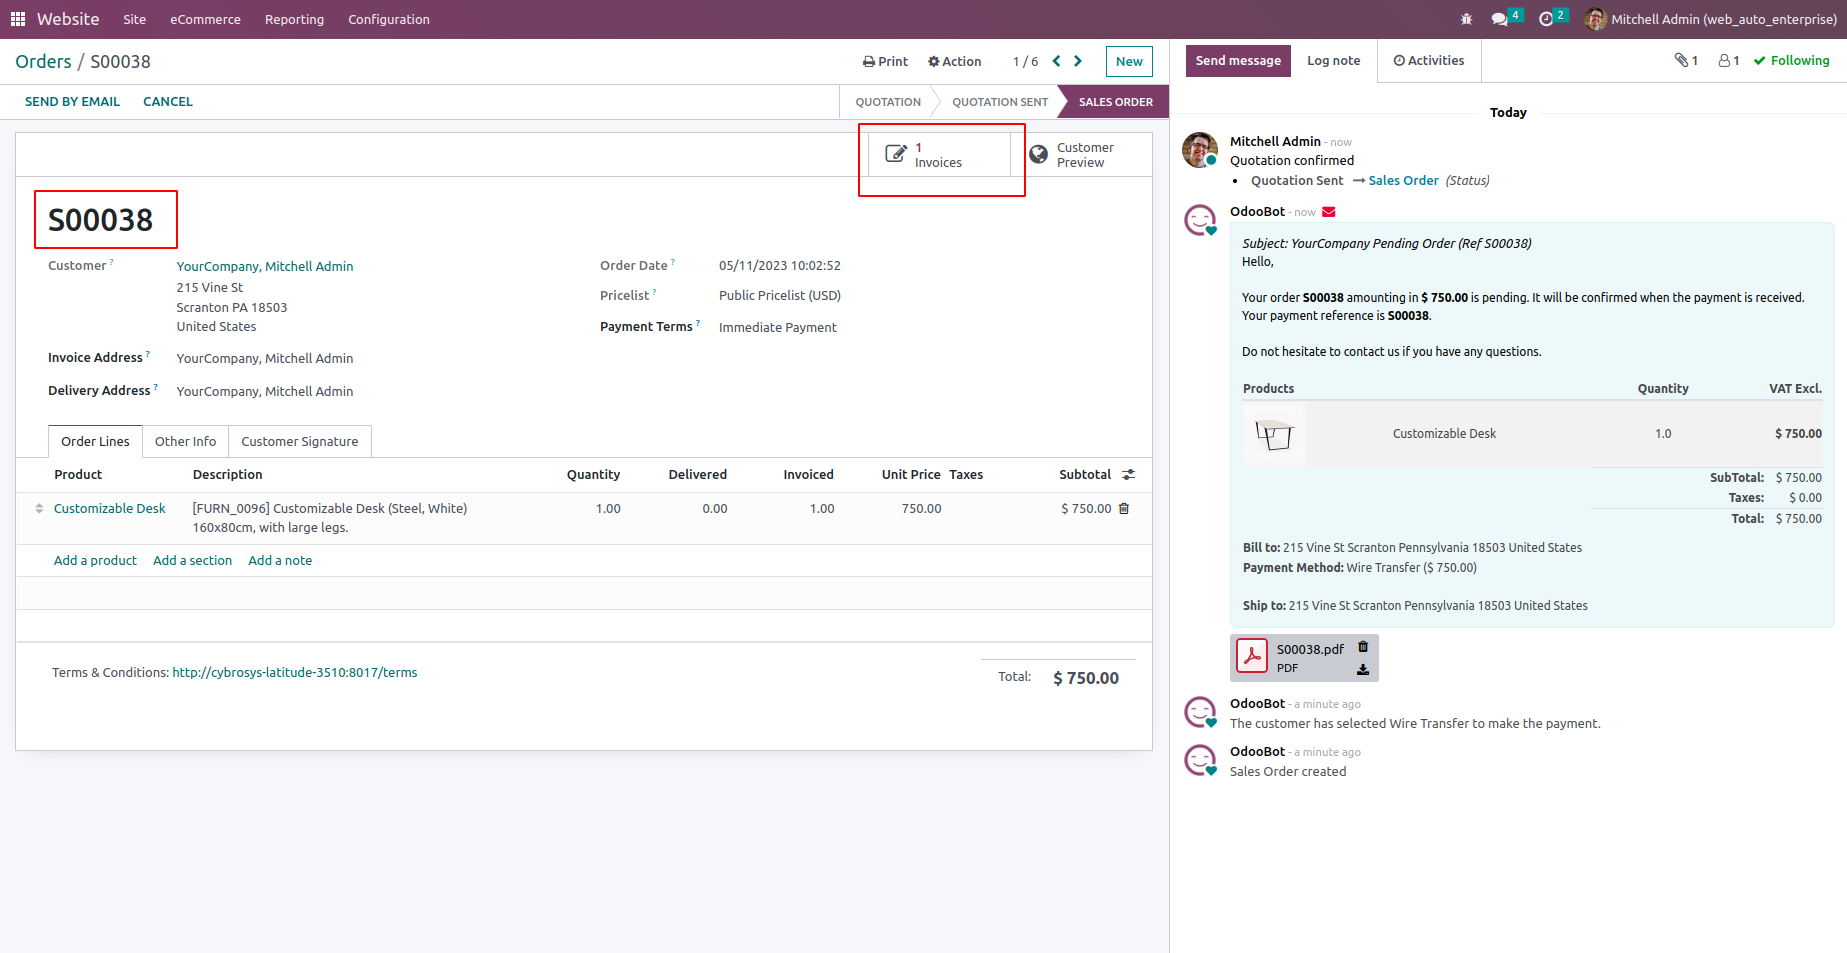 Website Site eCommerce Reporting Configuration 4 2 Mitchell Admin (web_auto_enterprise)
Orders / S00038 Print Action 1 / 6 New
SEND BY EMAIL CANCEL QUOTATION QUOTATION SENT SALES ORDER
1
Invoices
Customer
Preview
S00038
Customer ? YourCompany, Mitchell Admin
215 Vine St
Scranton PA 18503
United States
Invoice Address ? YourCompany, Mitchell Admin
Delivery Address ? YourCompany, Mitchell Admin
Order Date ? 05/11/2023 10:02:52
Pricelist ? Public Pricelist (USD)
Payment Terms ? Immediate Payment
Order Lines Other Info Customer Signature
Product Description Quantity Delivered Invoiced Unit Price Taxes Subtotal
Customizable Desk [FURN_0096] Customizable Desk (Steel, White) 1.00 0.00 1.00 750.00 $ 750.00
160x80cm, with large legs.
Add a product Add a section Add a note
Terms & Conditions: http://cybrosys-latitude-3510:8017/terms
Total: $ 750.00
Send message Log note Activities 1 1 Following
Today
Mitchell Admin - now
Quotation confirmed
• Quotation Sent → Sales Order (Status)
OdooBot - now
Subject: YourCompany Pending Order (Ref S00038)
Hello,
Your order S00038 amounting in $ 750.00 is pending. It will be confirmed when the payment is received.
Your payment reference is S00038.
Do not hesitate to contact us if you have any questions.
Products Quantity VAT Excl.
Customizable Desk 1.0 $ 750.00
SubTotal: $ 750.00
Taxes: $ 0.00
Total: $ 750.00
Bill to: 215 Vine St Scranton Pennsylvania 18503 United States
Payment Method: Wire Transfer ($ 750.00)
Ship to: 215 Vine St Scranton Pennsylvania 18503 United States
S00038.pdf
PDF
OdooBot - a minute ago
The customer has selected Wire Transfer to make the payment.
OdooBot - a minute ago
Sales Order created